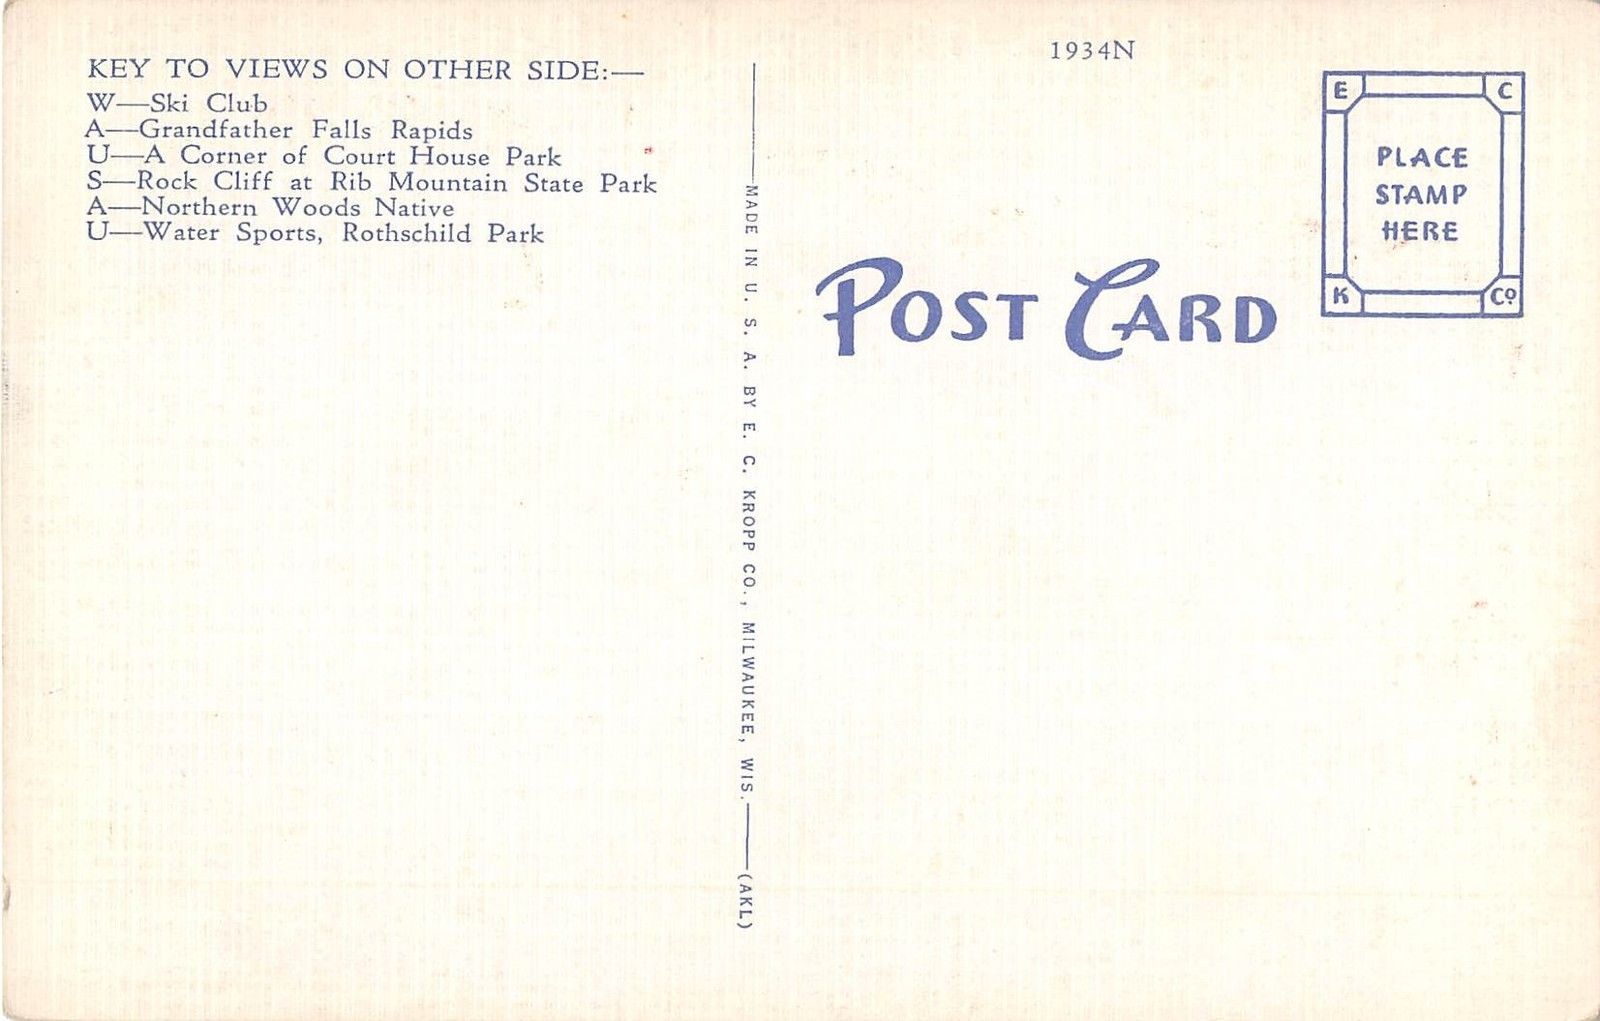 KEY TO VIEWS ON OTHER SIDE:—
W—Ski Club
A—Grandfather Falls Rapids
U—A Corner of Court House Park
S—Rock Cliff at Rib Mountain State Park
A—Northern Woods Native
U—Water Sports, Rothschild Park
MADE IN U. S. A. BY E. C. KROPP CO., MILWAUKEE, WIS.
(AKL)
1934N
POST CARD
E C
PLACE
STAMP
HERE
K Co